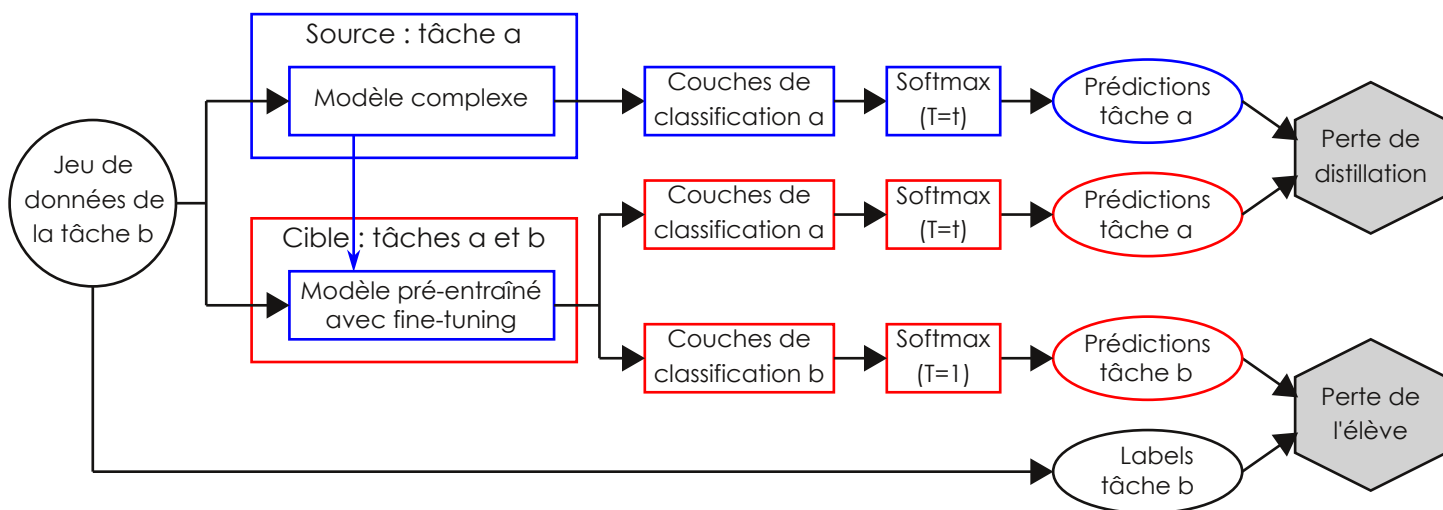 Source : tâche a
Modèle complexe
Couches de
classification a
Softmax
(T=t)
Prédictions
tâche a
Perte de
distillation
Jeu de
données de
la tâche b
Couches de
classification a
Softmax
(T=t)
Prédictions
tâche a
Cible : tâches a et b
Modèle pré-entraîné
avec fine-tuning
Couches de
classification b
Softmax
(T=1)
Prédictions
tâche b
Perte de
l'élève
Labels
tâche b